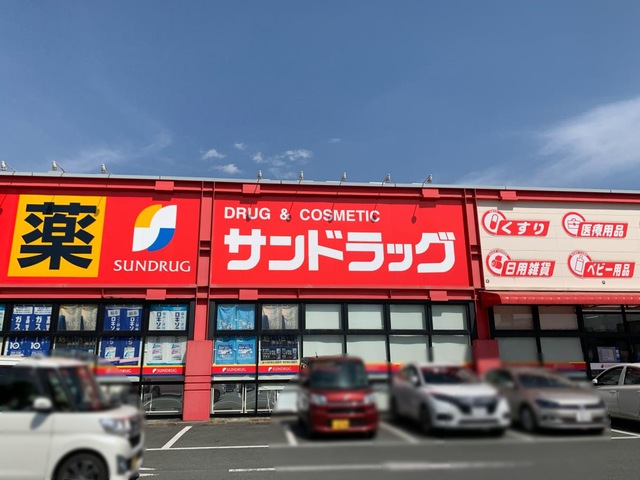 薬
SUNDRUG
DRUG & COSMETIC
サンドラッグ
くすり
医療用品
日用雑貨
ベビー用品